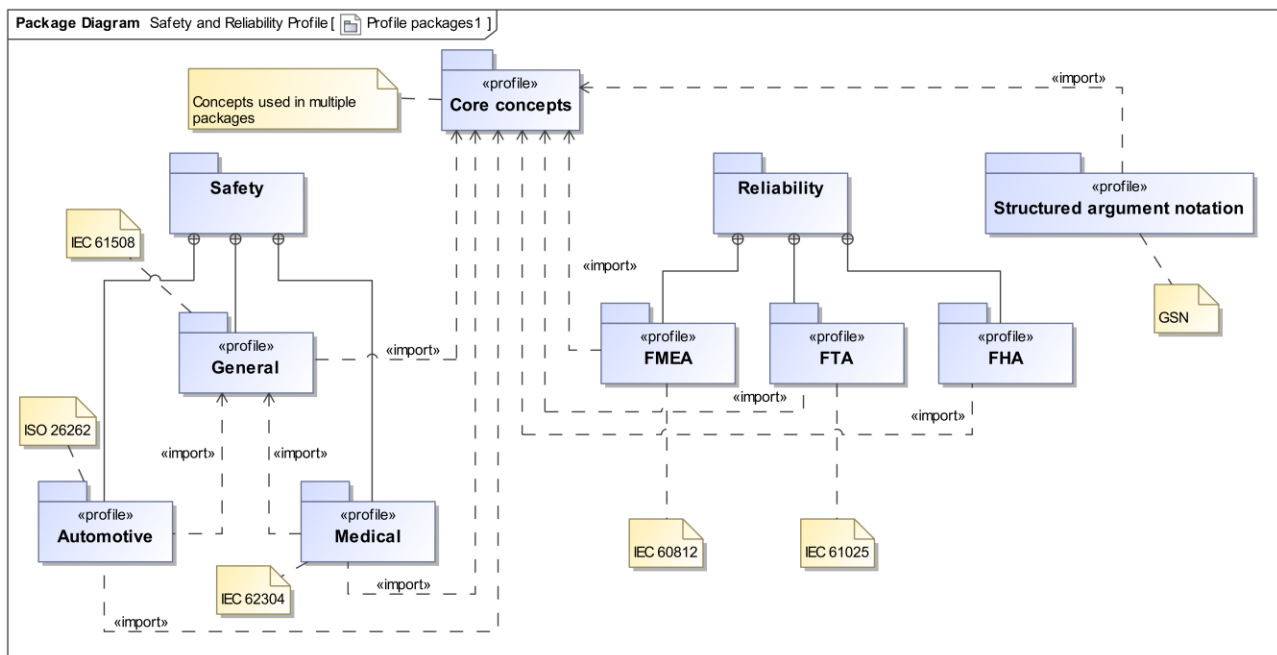 Package Diagram Safety and Reliability Profile [ Profile packages1 ]
«profile»
Core concepts
Concepts used in multiple
packages
«import»
Safety
Reliability
«profile»
Structured argument notation
IEC 61508
«import»
GSN
«profile»
General
«import»
«profile»
FMEA
«profile»
FTA
«profile»
FHA
«import»
«import»
ISO 26262
«import»
«import»
«profile»
Automotive
«profile»
Medical
IEC 60812
IEC 61025
IEC 62304
«import»
«import»